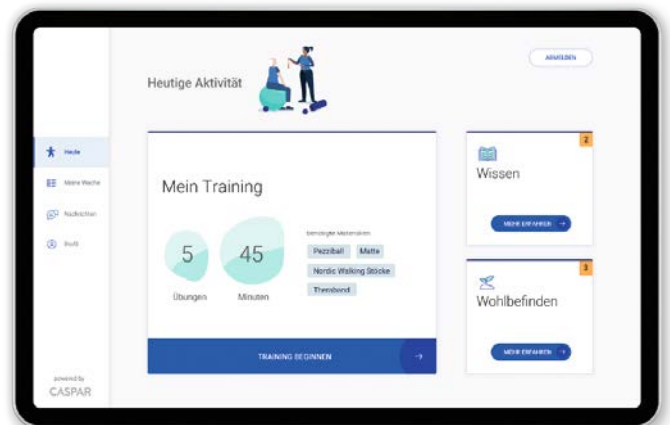 ABMELDEN
Heutige Aktivität
Heute
Meine Woche
Nachrichten
Profil
Mein Training
5
45
Übungen
Minuten
Benötigte Materialien
Pezziball
Matte
Nordic Walking Stöcke
Theraband
TRAINING BEGINNEN
2
Wissen
MEHR ERFAHREN
3
Wohlbefinden
MEHR ERFAHREN
powered by
CASPAR